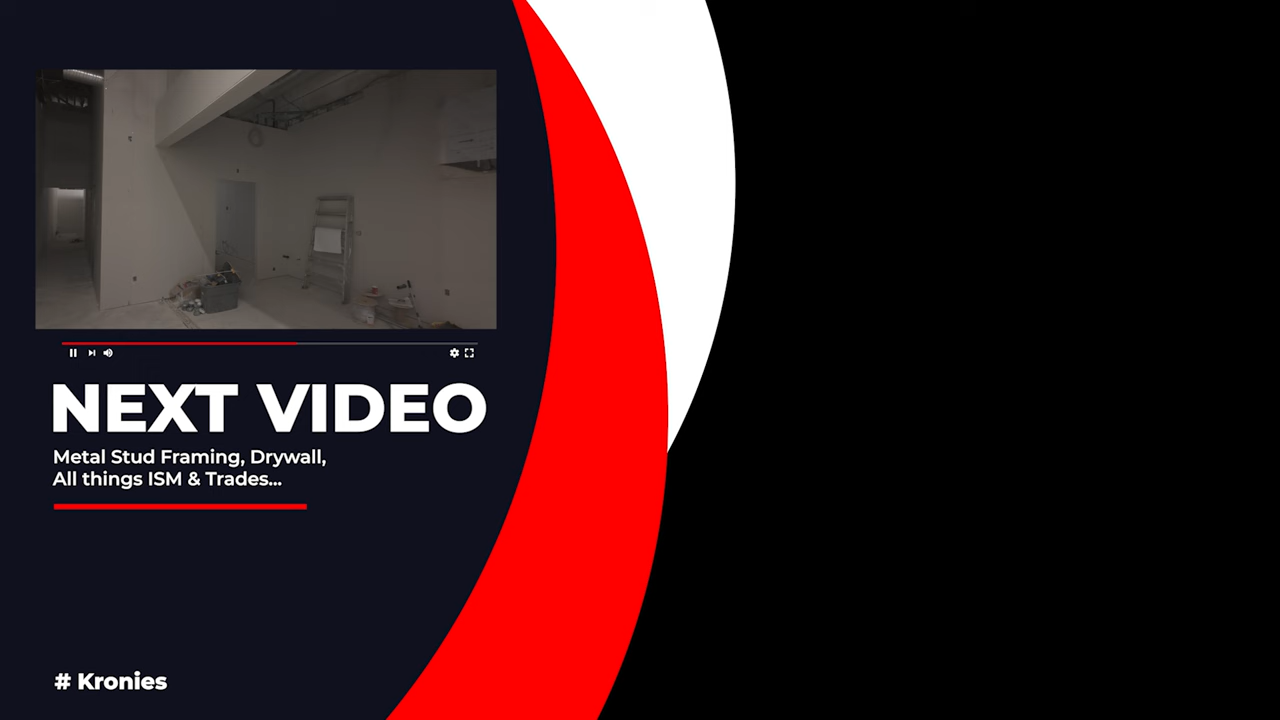 NEXT VIDEO
Metal Stud Framing, Drywall,
All things ISM & Trades...
# Kronies